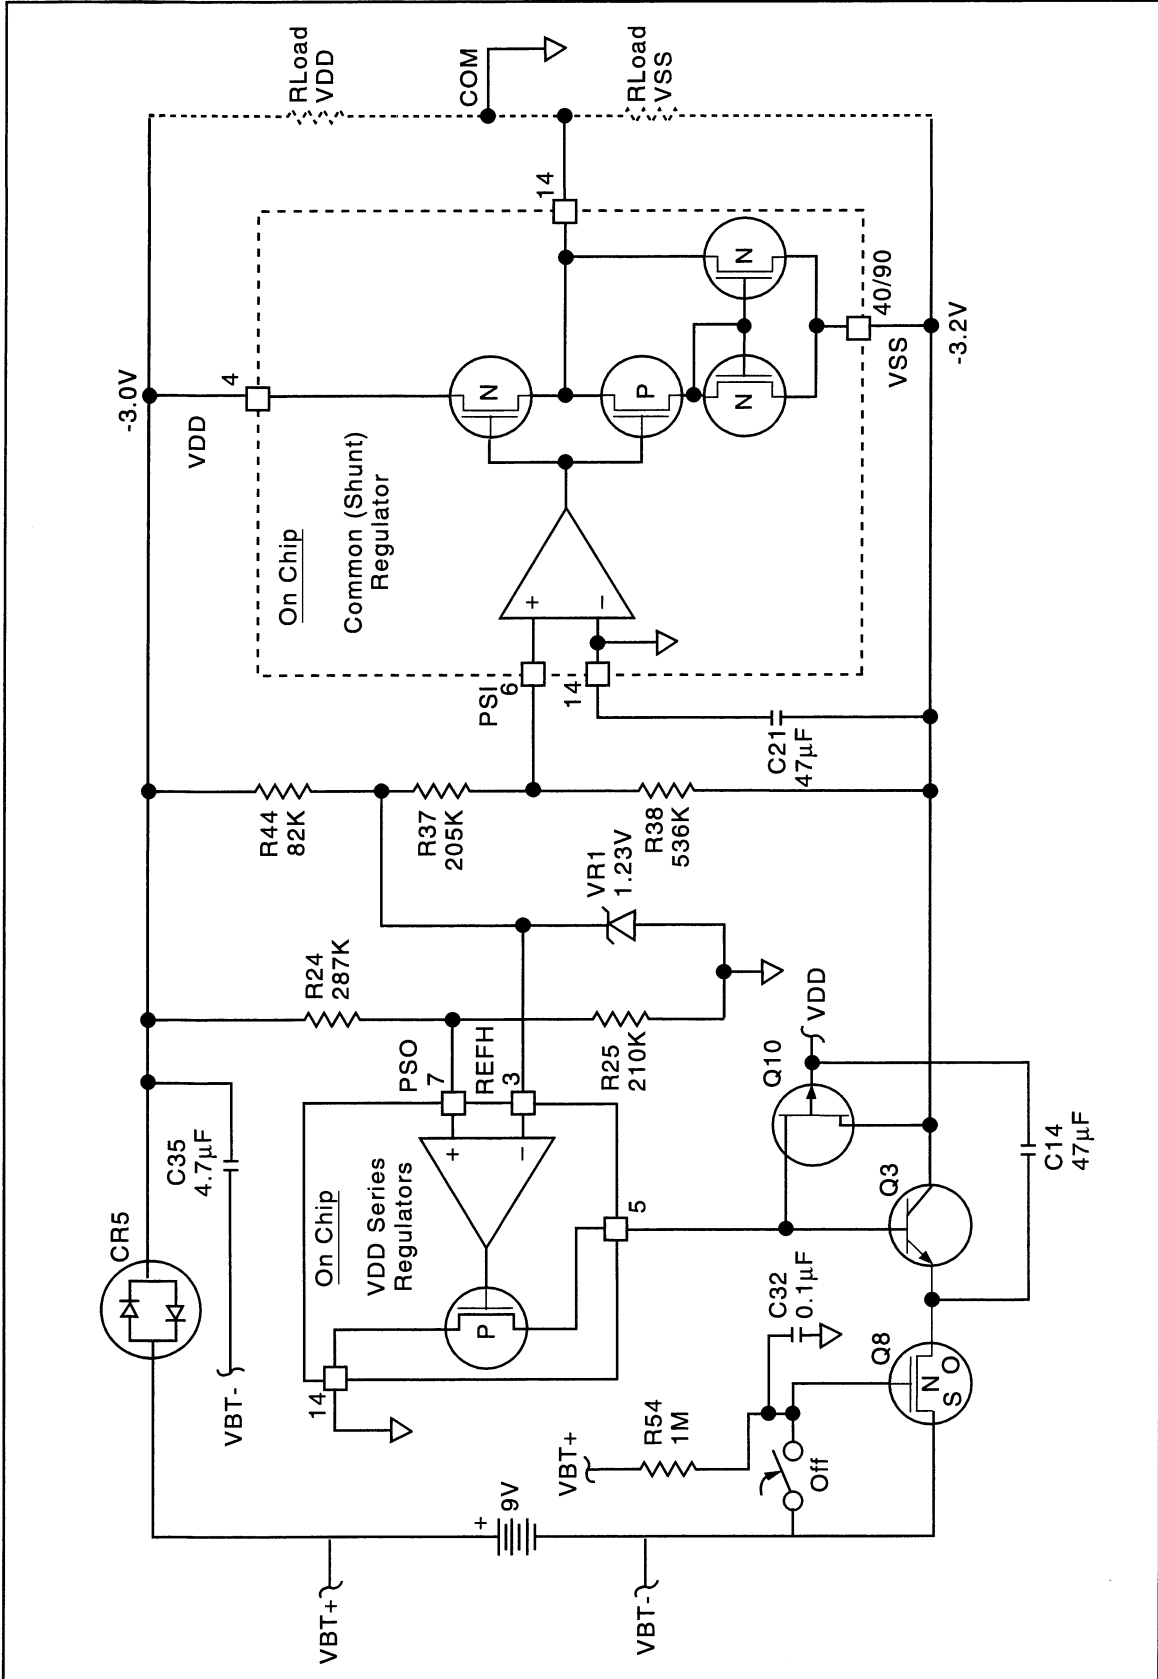 CR5
C35
4.7μF
VBT-
-3.0V
VDD
4
RLoad
VDD
COM
R24
287K
R44
82K
On Chip
Common (Shunt)
Regulator
N
14
PSO
7
REFH
3
On Chip
VDD Series
Regulators
+
−
P
14
5
R25
210K
VR1
1.23V
R37
205K
PSI
6
14
+
−
P
N
N
RLoad
VSS
R38
536K
C21
47μF
VSS
40/90
-3.2V
VBT+
9V
+
VBT-
VBT+
R54
1M
Off
C32
0.1μF
Q10
VDD
Q8
N
S
O
Q3
C14
47μF